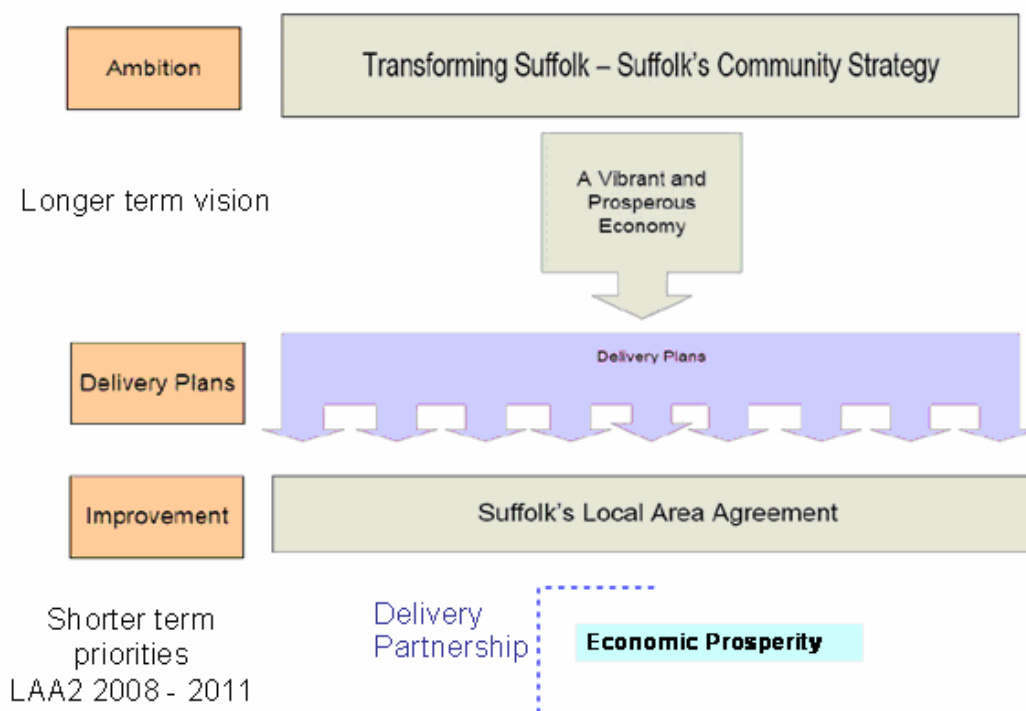 Ambition
Transforming Suffolk – Suffolk's Community Strategy
Longer term vision
A Vibrant and
Prosperous
Economy
Delivery Plans
Delivery Plans
Improvement
Suffolk's Local Area Agreement
Shorter term
priorities
LAA2 2008 - 2011
Delivery
Partnership
Economic Prosperity